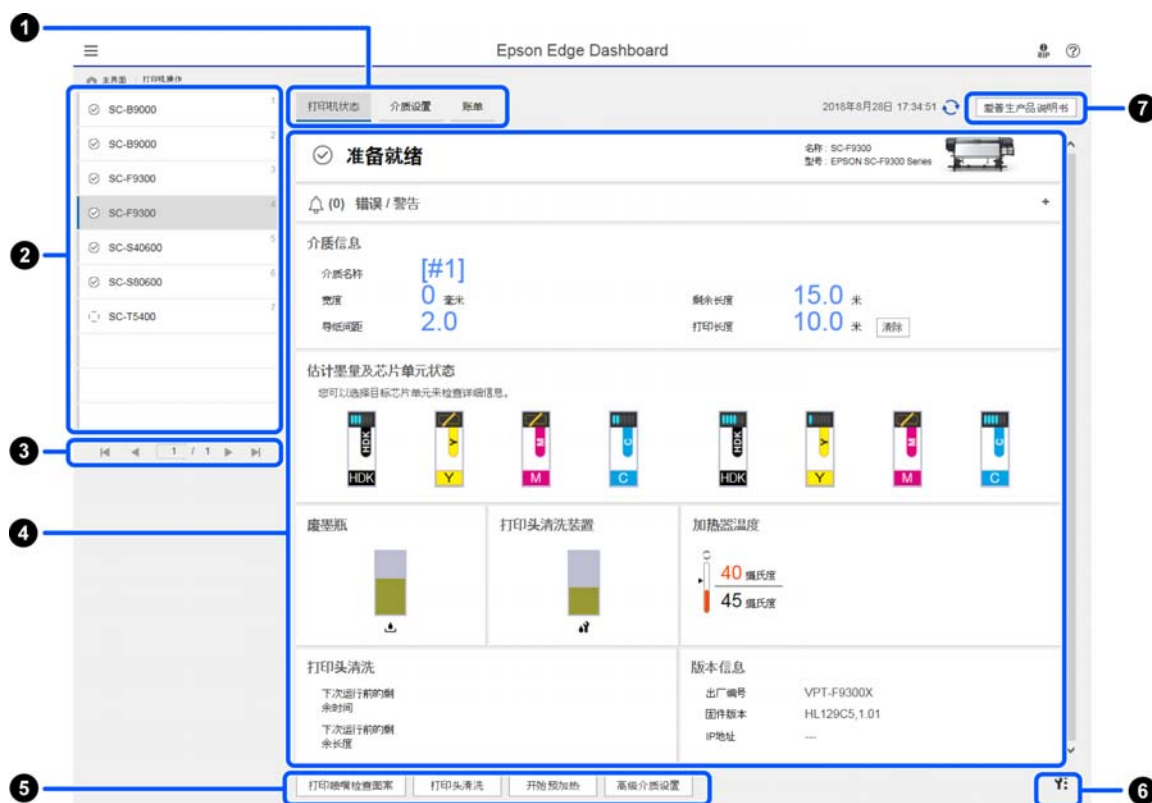 1
Epson Edge Dashboard
RIP
主界面 打印机操作
2
SC-B9000 1
SC-B9000 2
SC-F9300 3
SC-F9300 4
SC-S40600 5
SC-S80600 6
SC-T5400 7
3
1 / 1
打印机状态 介质设置 账单
2018年8月28日 17:34:51
爱普生产品说明书
7
4
准备就绪
名称 : SC-F9300
型号 : EPSON SC-F9300 Series
(0) 错误 / 警告 +
介质信息
介质名称 [#1]
宽度 0 毫米
剩余长度 15.0 米
导纸间距 2.0
打印长度 10.0 米 清除
估计墨量及芯片单元状态
您可以选择目标芯片单元来检查详细信息。
HDK Y M C HDK Y M C
HDK Y M C HDK Y M C
废墨瓶
打印头清洗装置
加热器温度
40 摄氏度
45 摄氏度
打印头清洗
下次运行前的剩
余时间
下次运行前的剩
余长度
版本信息
出厂编号 VPT-F9300X
固件版本 HL129C5,1.01
IP地址 ---
5
打印喷嘴检查图案 打印头清洗 开始预加热 高级介质设置
6